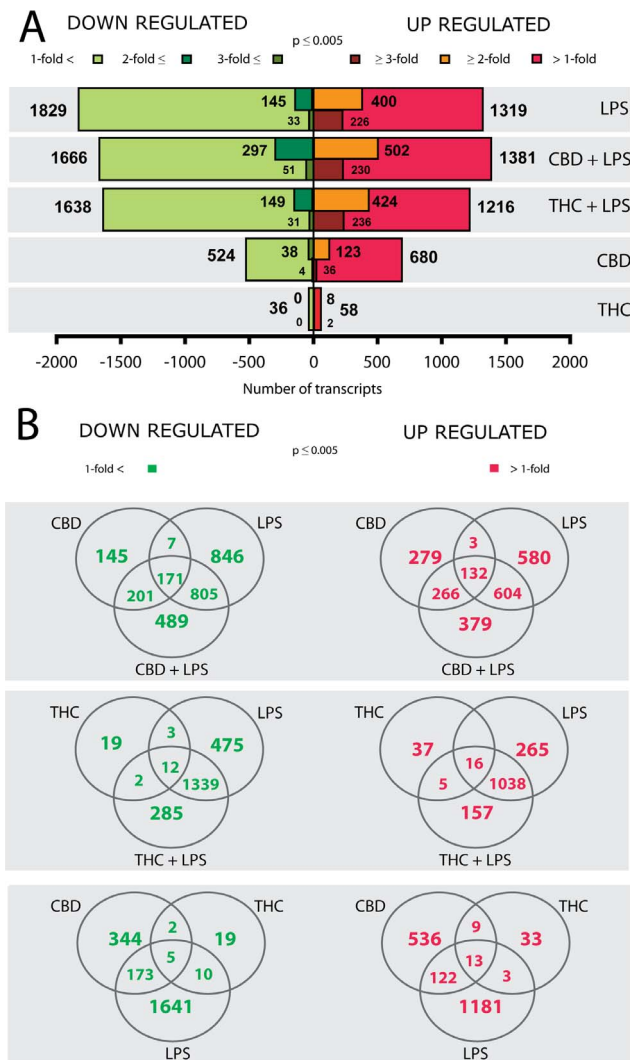 A
DOWN REGULATED UP REGULATED
p ≤ 0.005
1-fold < 2-fold ≤ 3-fold ≤ ≥ 3-fold ≥ 2-fold > 1-fold
1829 145 33 400 226 1319 LPS
1666 297 51 502 230 1381 CBD + LPS
1638 149 31 424 236 1216 THC + LPS
524 38 4 123 36 680 CBD
36 0 0 8 2 58 THC
-2000 -1500 -1000 -500 0 500 1000 1500 2000
Number of transcripts
B
DOWN REGULATED UP REGULATED
p ≤ 0.005
1-fold < > 1-fold
CBD LPS CBD LPS
7 3
145 846 279 580
171 132
201 805 266 604
489 379
CBD + LPS CBD + LPS
THC LPS THC LPS
3
19 475 37 265
12 16
2 1339 5 1038
285 157
THC + LPS THC + LPS
CBD THC CBD THC
2 9
344 19 536 33
5 13
173 10 122 3
1641 1181
LPS LPS